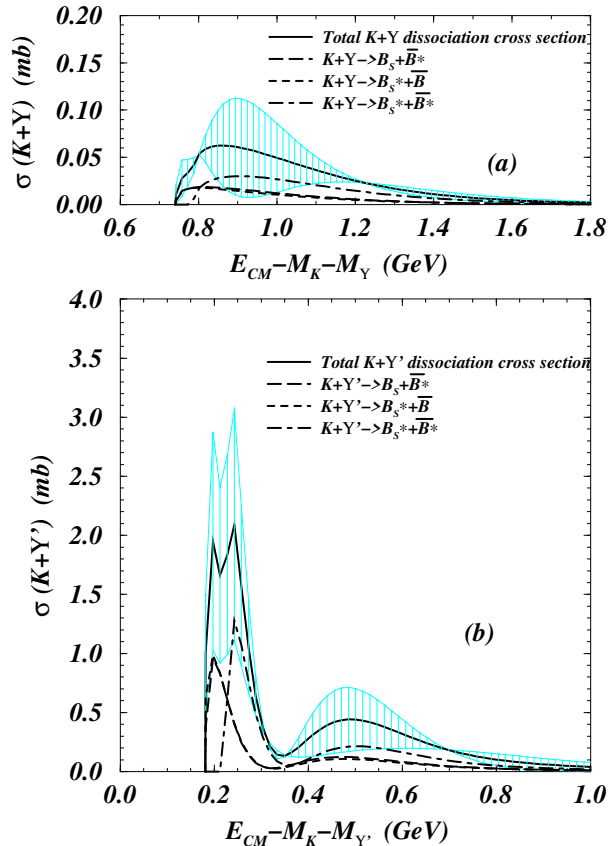 0.20
0.15
0.10
0.05
0.00
σ (K+Υ) (mb)
Total K+Υ dissociation cross section
K+Υ−>B_S+B̅*
K+Υ−>B_S*+B̅
K+Υ−>B_S*+B̅*
(a)
0.6 0.8 1.0 1.2 1.4 1.6 1.8
E_CM−M_K−M_Υ (GeV)
4.0
3.5
3.0
2.5
2.0
1.5
1.0
0.5
0.0
σ (K+Υ') (mb)
Total K+Υ' dissociation cross section
K+Υ'−>B_S+B̅*
K+Υ'−>B_S*+B̅
K+Υ'−>B_S*+B̅*
(b)
0.0 0.2 0.4 0.6 0.8 1.0
E_CM−M_K−M_Υ' (GeV)